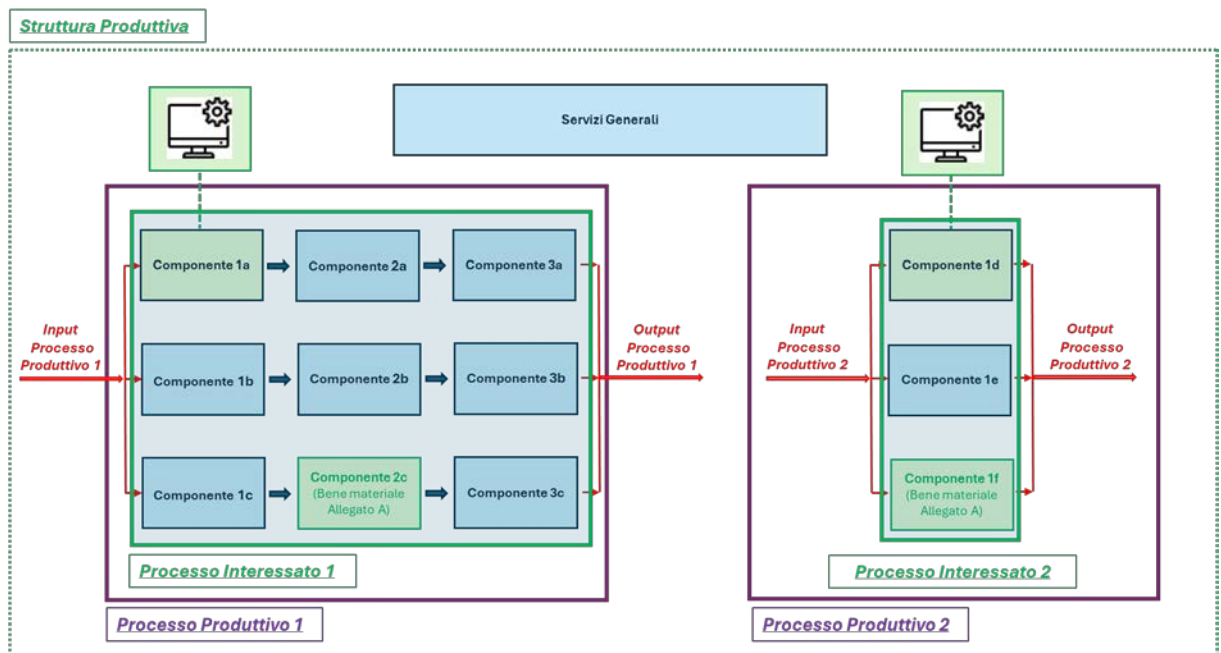 Struttura Produttiva
Servizi Generali
Componente 1a
Componente 2a
Componente 3a
Input
Processo
Produttivo 1
Componente 1b
Componente 2b
Componente 3b
Output
Processo
Produttivo 1
Componente 1c
Componente 2c
(Bene materiale
Allegato A)
Componente 3c
Processo Interessato 1
Processo Produttivo 1
Componente 1d
Input
Processo
Produttivo 2
Componente 1e
Output
Processo
Produttivo 2
Componente 1f
(Bene materiale
Allegato A)
Processo Interessato 2
Processo Produttivo 2